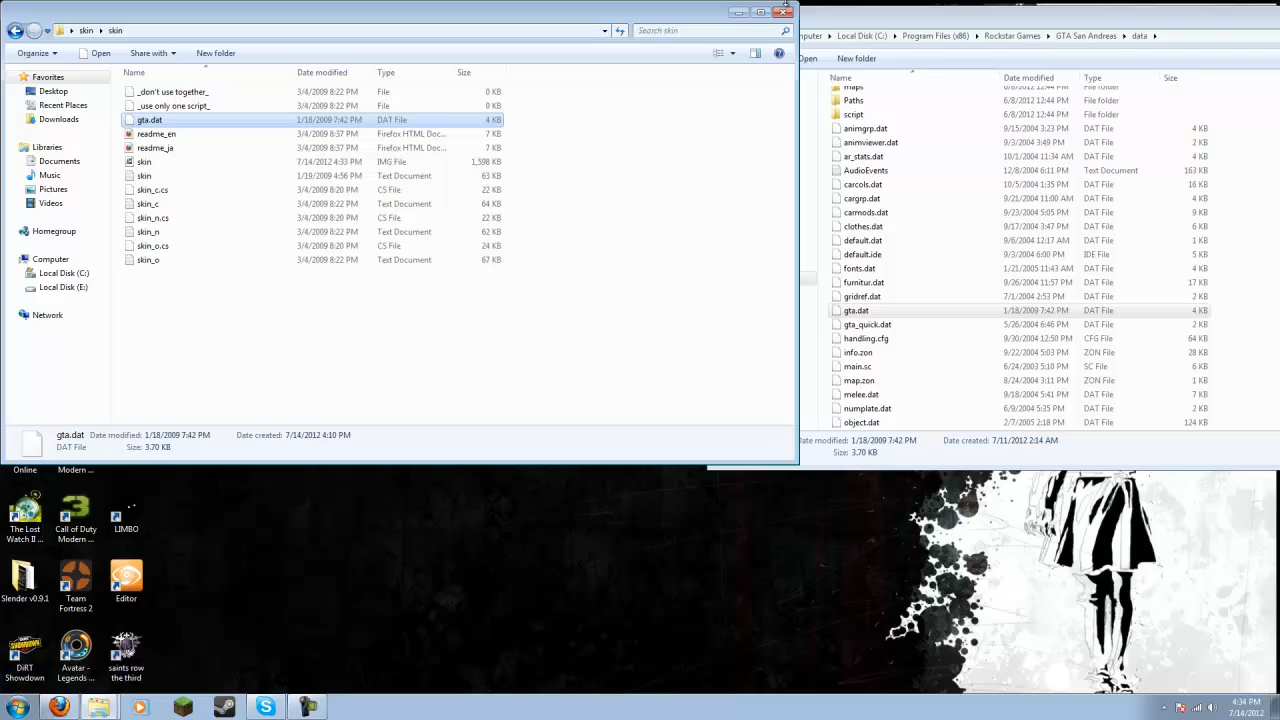 skin skin
Search skin
Organize Open Share with New folder
Name Date modified Type Size
Favorites
Desktop
Recent Places
Downloads
Libraries
Documents
Music
Pictures
Videos
Homegroup
Computer
Local Disk (C:)
Local Disk (E:)
Network
_don't use together_ 3/4/2009 8:22 PM File 0 KB
_use only one script_ 3/4/2009 8:22 PM File 0 KB
gta.dat 1/18/2009 7:42 PM DAT File 4 KB
readme_en 3/4/2009 8:37 PM Firefox HTML Doc... 7 KB
readme_ja 3/4/2009 8:37 PM Firefox HTML Doc... 7 KB
skin 7/14/2012 4:33 PM IMG File 1,598 KB
skin 1/19/2009 4:56 PM Text Document 63 KB
skin_c.cs 3/4/2009 8:20 PM CS File 22 KB
skin_c 3/4/2009 8:22 PM Text Document 64 KB
skin_n.cs 3/4/2009 8:20 PM CS File 22 KB
skin_n 3/4/2009 8:22 PM Text Document 62 KB
skin_o.cs 3/4/2009 8:20 PM CS File 24 KB
skin_o 3/4/2009 8:22 PM Text Document 67 KB
gta.dat Date modified: 1/18/2009 7:42 PM Date created: 7/14/2012 4:10 PM
DAT File Size: 3.70 KB
mputer Local Disk (C:) Program Files (x86) Rockstar Games GTA San Andreas data
Open New folder
Name Date modified Type Size
maps 6/8/2012 12:44 PM File folder
Paths 6/8/2012 12:44 PM File folder
script 6/8/2012 12:44 PM File folder
animgrp.dat 9/15/2004 3:23 PM DAT File 4 KB
animviewer.dat 9/3/2004 3:49 PM DAT File 2 KB
ar_stats.dat 10/1/2004 11:34 AM DAT File 4 KB
AudioEvents 12/8/2004 6:11 PM Text Document 163 KB
carcols.dat 10/5/2004 1:35 PM DAT File 16 KB
cargrp.dat 9/21/2004 11:00 AM DAT File 4 KB
carmods.dat 9/23/2004 5:05 PM DAT File 9 KB
clothes.dat 9/17/2004 3:47 PM DAT File 6 KB
default.dat 9/6/2004 12:17 AM DAT File 2 KB
default.ide 9/3/2004 6:00 PM IDE File 5 KB
fonts.dat 1/21/2005 11:43 AM DAT File 4 KB
furnitur.dat 9/26/2004 11:57 PM DAT File 17 KB
gridref.dat 7/1/2004 2:53 PM DAT File 2 KB
gta.dat 1/18/2009 7:42 PM DAT File 4 KB
gta_quick.dat 5/26/2004 6:46 PM DAT File 2 KB
handling.cfg 9/30/2004 12:50 PM CFG File 64 KB
info.zon 9/22/2004 5:03 PM ZON File 28 KB
main.sc 6/24/2003 5:10 PM SC File 6 KB
map.zon 8/24/2004 3:11 PM ZON File 1 KB
melee.dat 9/18/2004 5:41 PM DAT File 7 KB
numplate.dat 6/9/2004 5:35 PM DAT File 2 KB
object.dat 2/7/2005 2:18 PM DAT File 124 KB
ate modified: 1/18/2009 7:42 PM Date created: 7/11/2012 2:14 AM
Size: 3.70 KB
Online
Modern ...
The Lost
Watch II ...
Call of Duty
Modern ...
LIMBO
Slender v0.9.1
Team
Fortress 2
Editor
DiRT
Showdown
Avatar -
Legends ...
saints row
the third
4:34 PM
7/14/2012